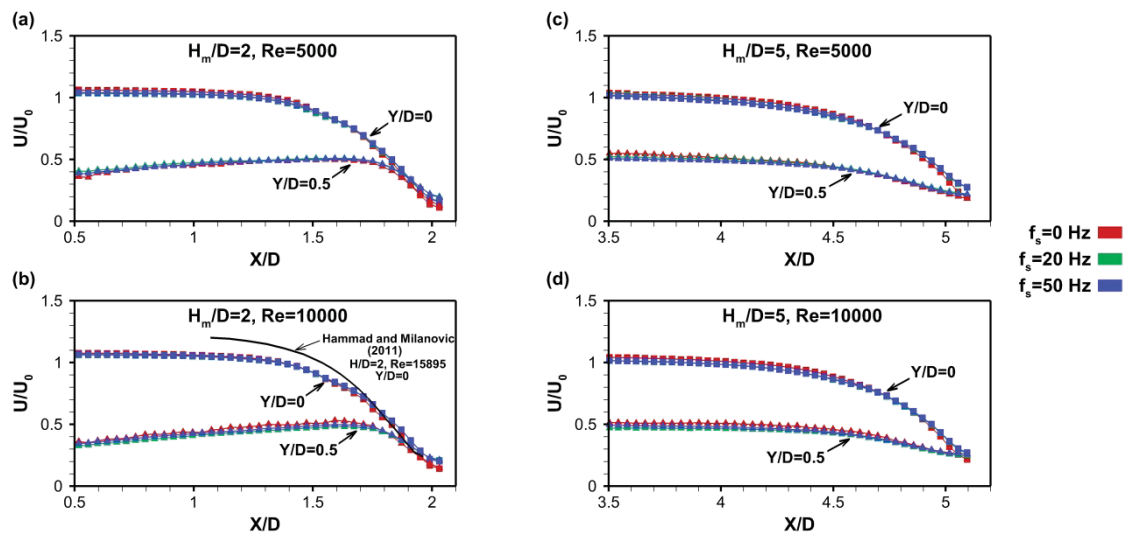 (a)
H_m/D=2, Re=5000
1.5
1
0.5
0
U/U_0
Y/D=0
Y/D=0.5
0.5
1
1.5
2
X/D
(c)
H_m/D=5, Re=5000
1.5
1
0.5
0
U/U_0
Y/D=0
Y/D=0.5
3.5
4
4.5
5
X/D
(b)
H_m/D=2, Re=10000
Hammad and Milanovic
(2011)
H/D=2, Re=15895
Y/D=0
1.5
1
0.5
0
U/U_0
Y/D=0
Y/D=0.5
0.5
1
1.5
2
X/D
(d)
H_m/D=5, Re=10000
1.5
1
0.5
0
U/U_0
Y/D=0
Y/D=0.5
3.5
4
4.5
5
X/D
f_s=0 Hz
f_s=20 Hz
f_s=50 Hz